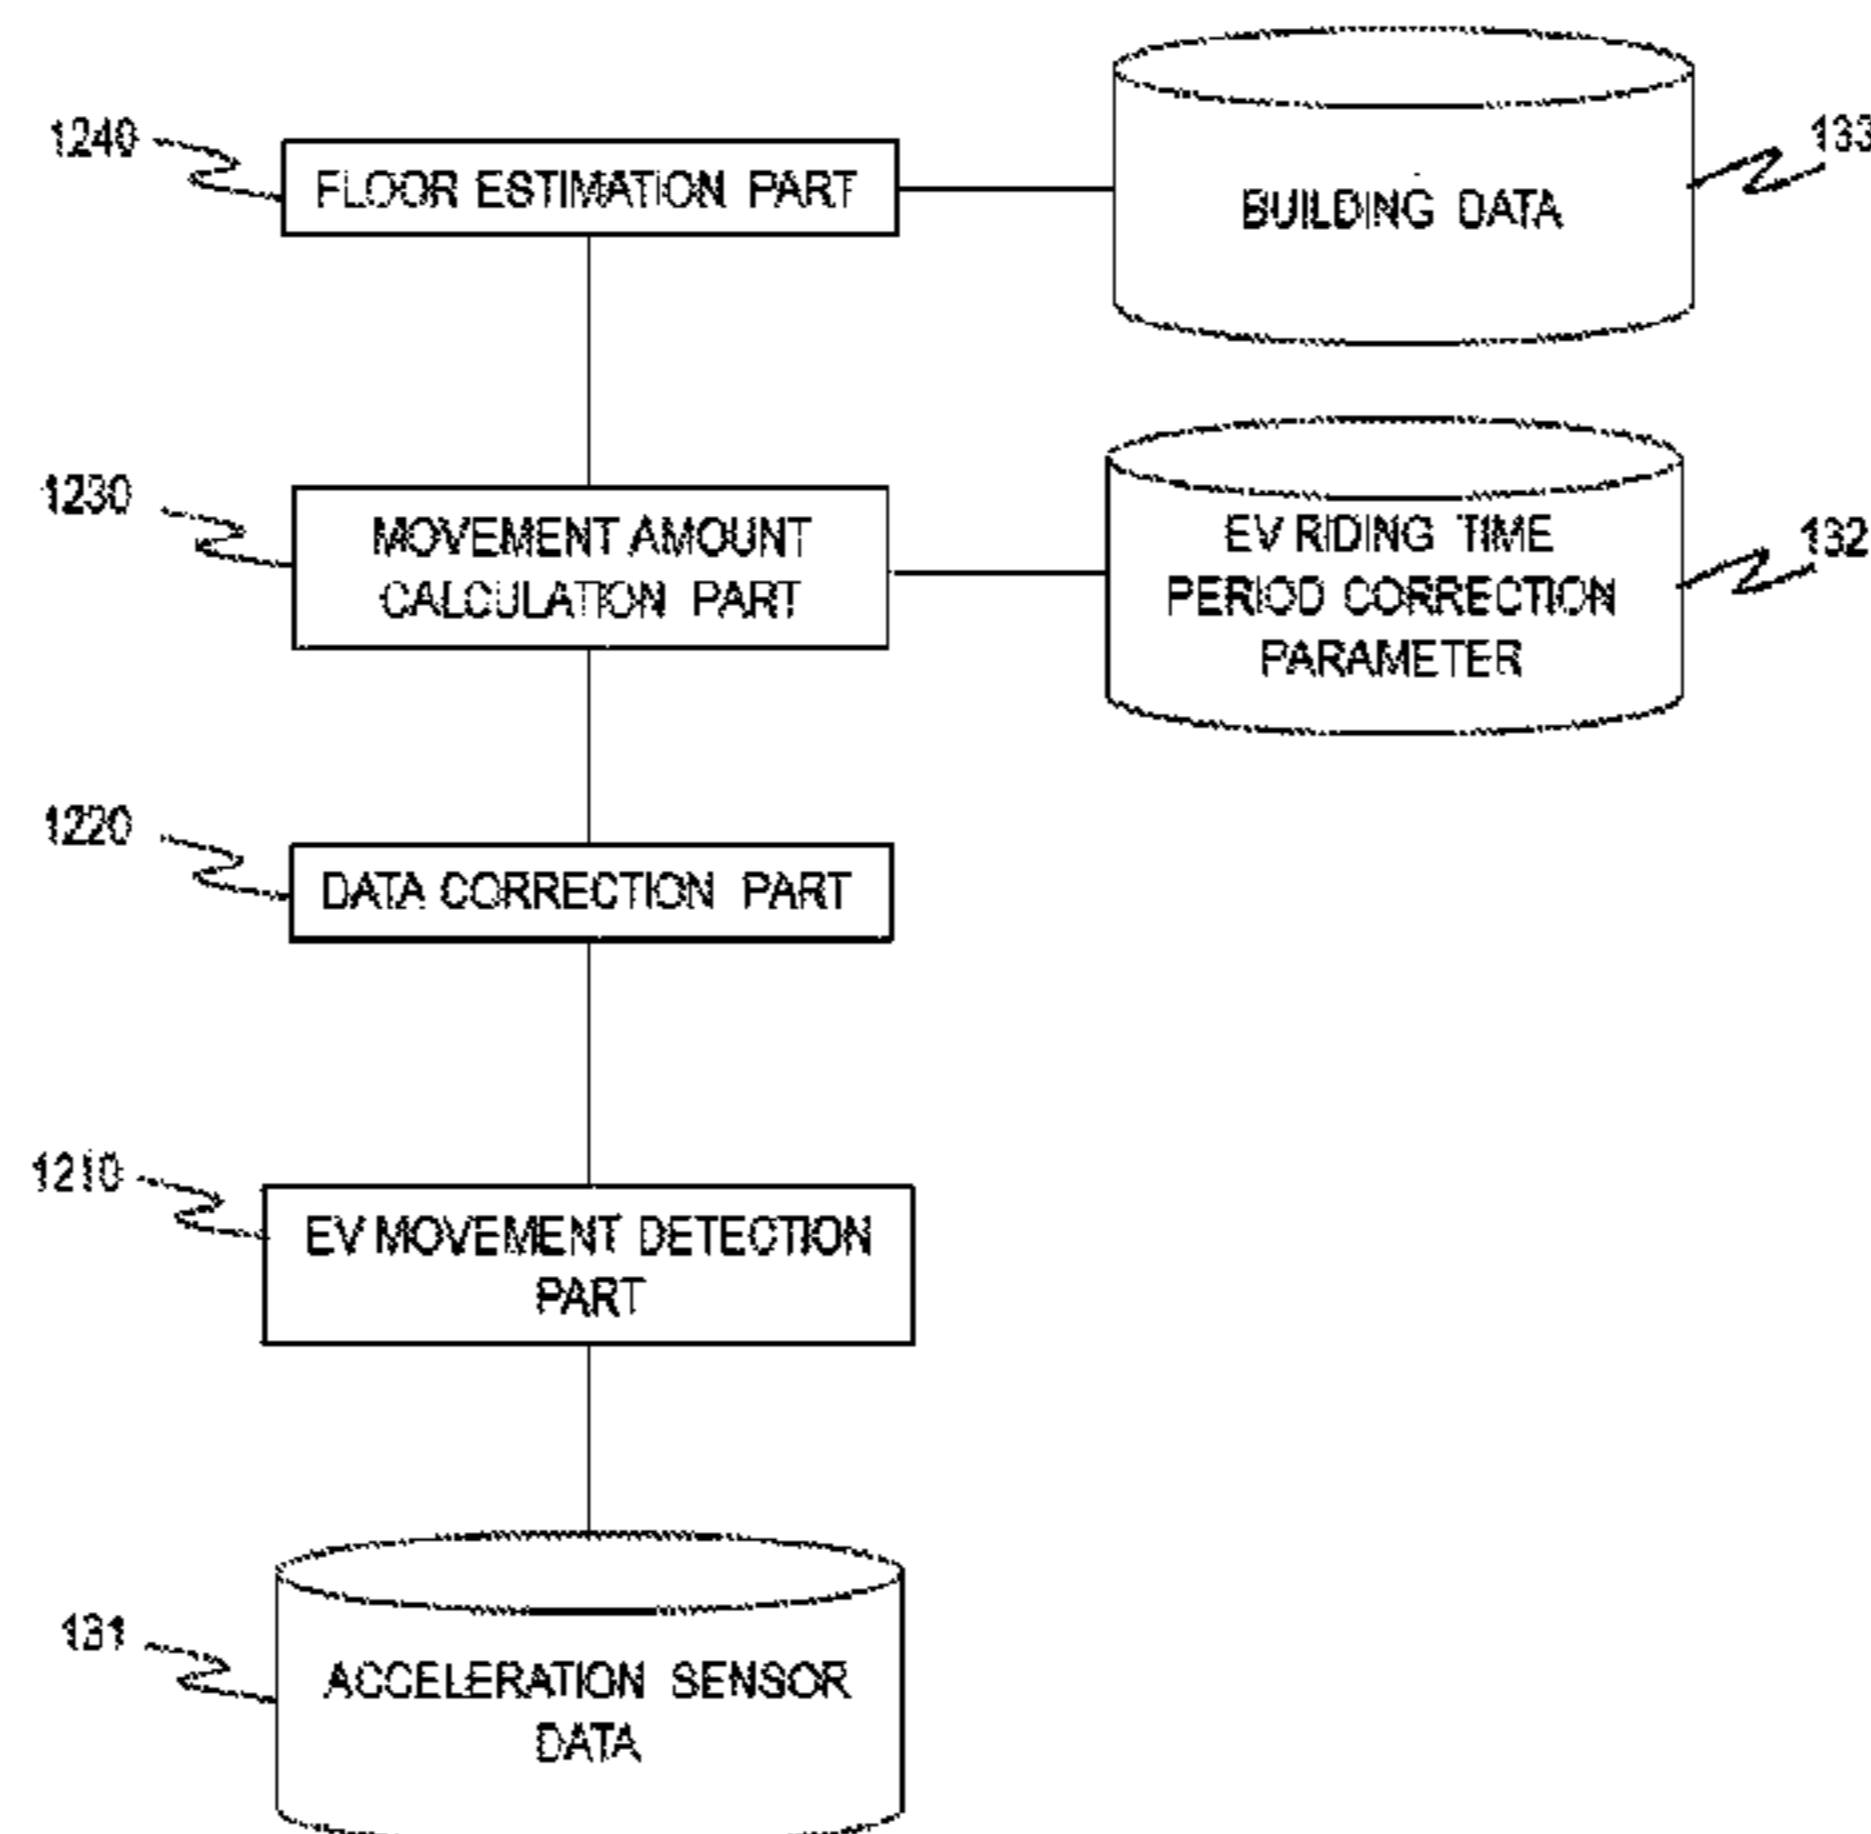 1240
FLOOR ESTIMATION PART
BUILDING DATA
133
1230
MOVEMENT AMOUNT
CALCULATION PART
EV RIDING TIME
PERIOD CORRECTION
PARAMETER
132
1220
DATA CORRECTION PART
1210
EV MOVEMENT DETECTION
PART
131
ACCELERATION SENSOR
DATA